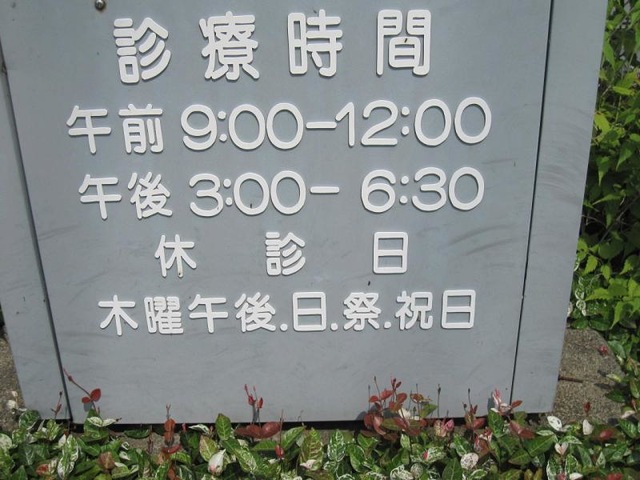 診療時間
午前 9:00-12:00
午後 3:00- 6:30
休診日
木曜午後.日.祭.祝日